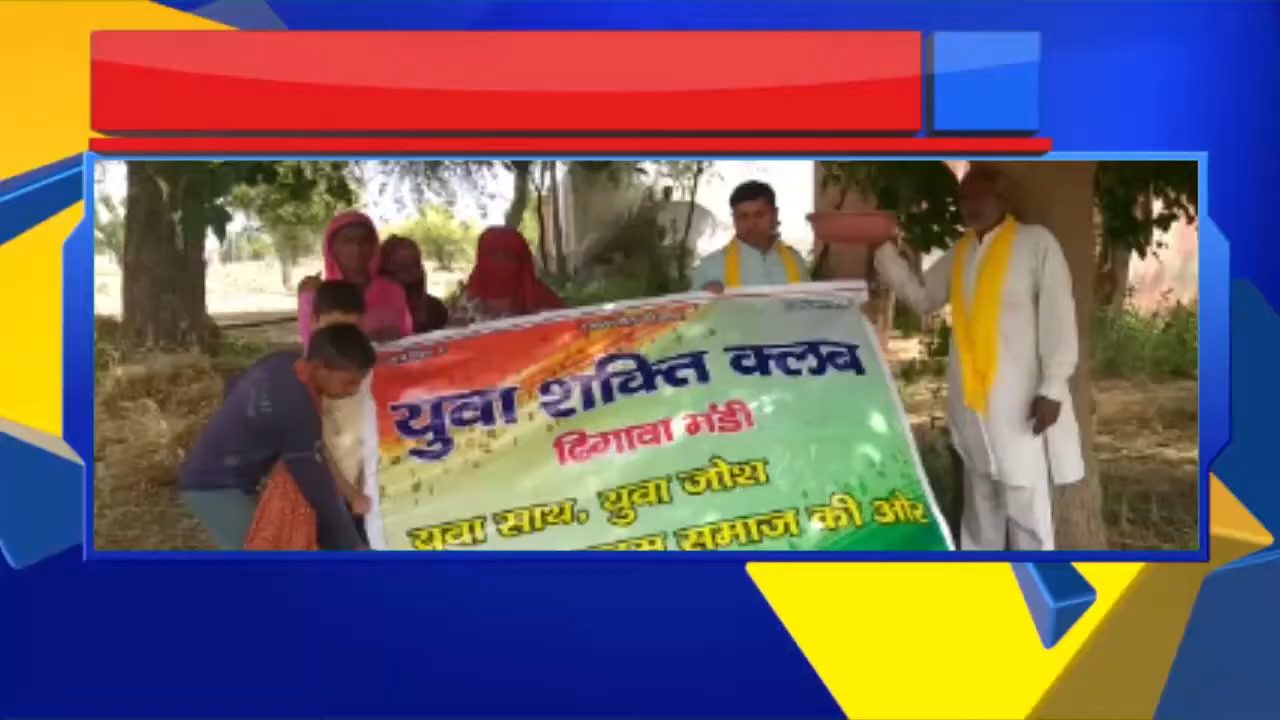 युवा शक्ति क्लब
ढिगावा मंडी
युवा साथ, युवा जोश
समाज की ओर